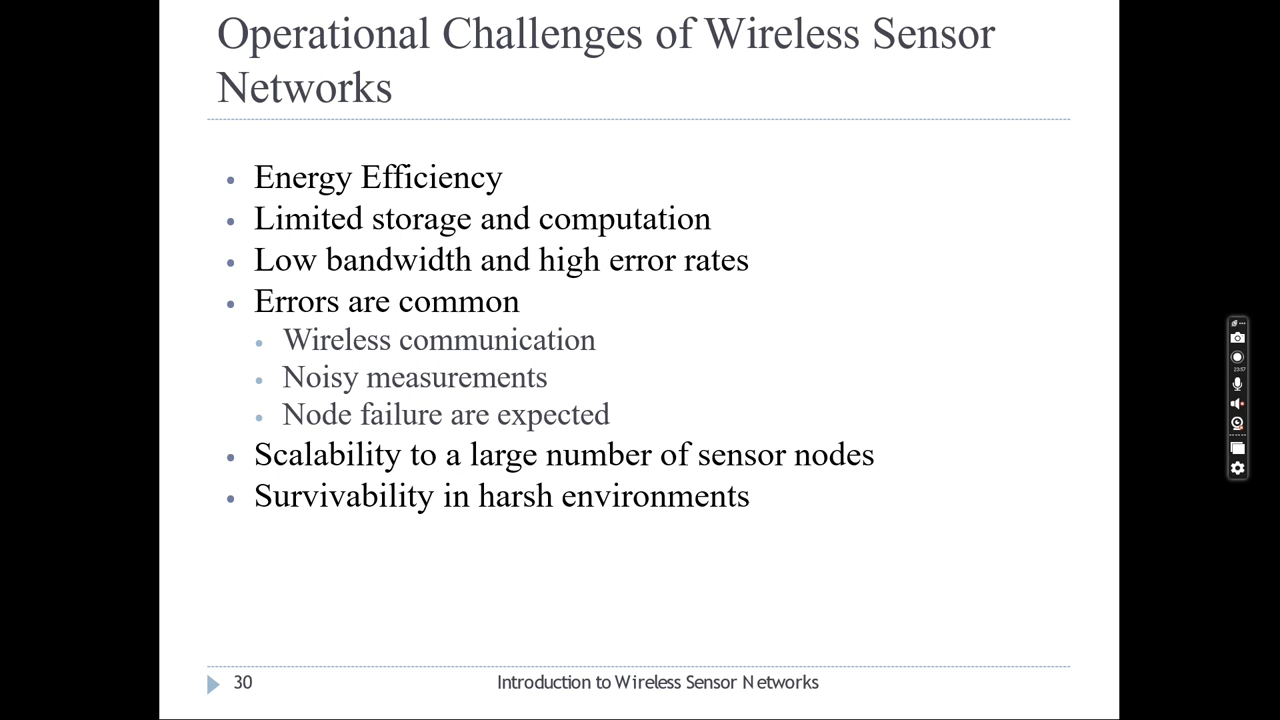 Operational Challenges of Wireless Sensor
Networks
• Energy Efficiency
• Limited storage and computation
• Low bandwidth and high error rates
• Errors are common
• Wireless communication
• Noisy measurements
• Node failure are expected
• Scalability to a large number of sensor nodes
• Survivability in harsh environments
30 Introduction to Wireless Sensor Networks